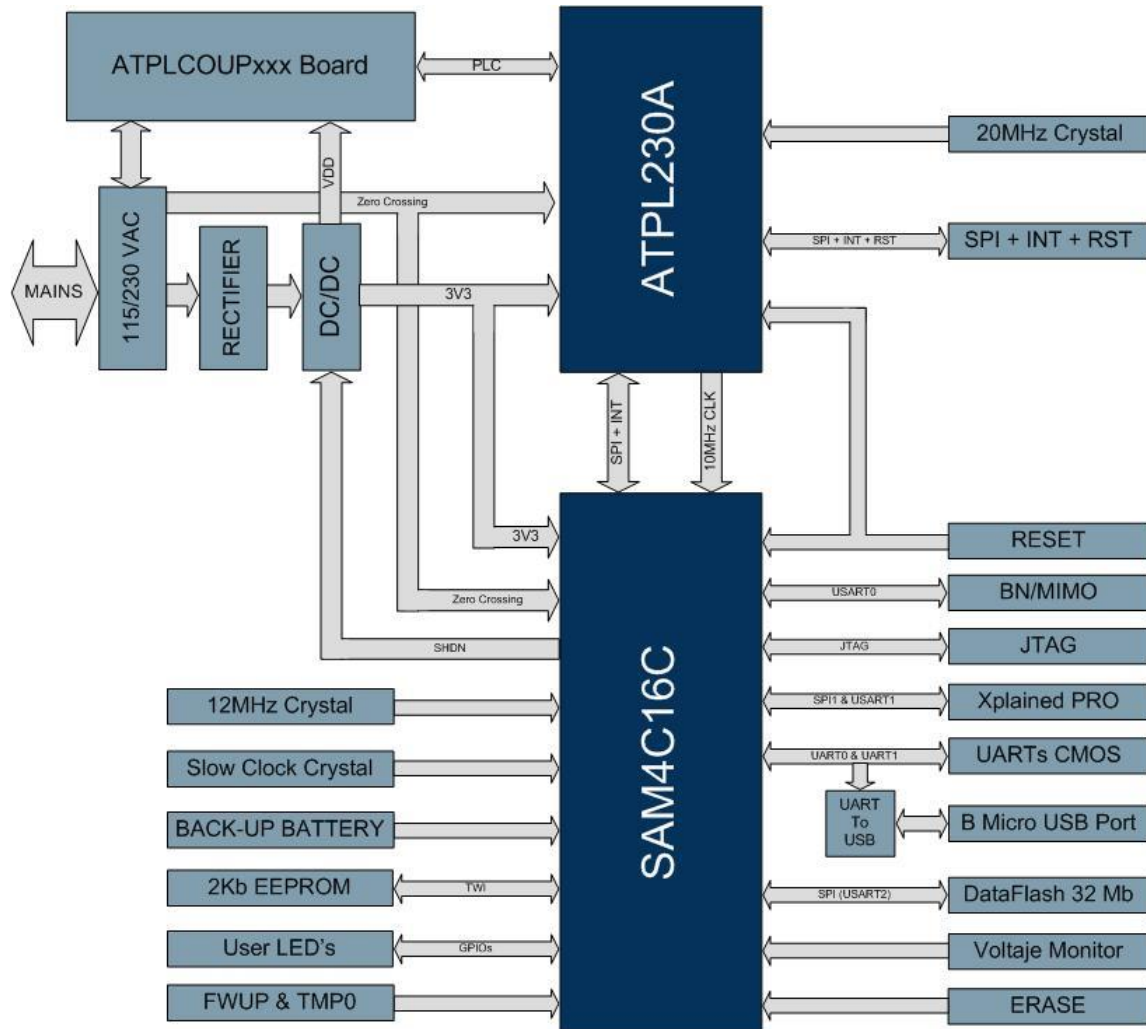 ATPLCOUPxxx Board
PLC
ATPL230A
20MHz Crystal
VDD
Zero Crossing
MAINS
115/230 VAC
RECTIFIER
DC/DC
3V3
SPI + INT + RST
SPI + INT + RST
SPI + INT
10MHz CLK
SAM4C16C
3V3
RESET
Zero Crossing
USART0
BN/MIMO
SHDN
JTAG
JTAG
12MHz Crystal
SPI1 & USART1
Xplained PRO
Slow Clock Crystal
UART0 & UART1
UARTs CMOS
BACK-UP BATTERY
UART
To
USB
B Micro USB Port
2Kb EEPROM
TWI
SPI (USART2)
DataFlash 32 Mb
User LED's
GPIOs
Voltaje Monitor
FWUP & TMP0
ERASE